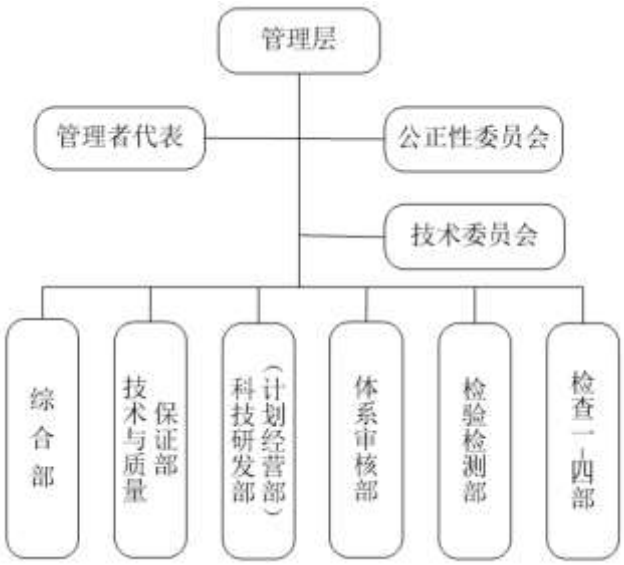 管理层
管理者代表
公正性委员会
技术委员会
综合部
技术与质量
保证部
科技研发部
（计划经营部）
体系审核部
检验检测部
检查一–四部